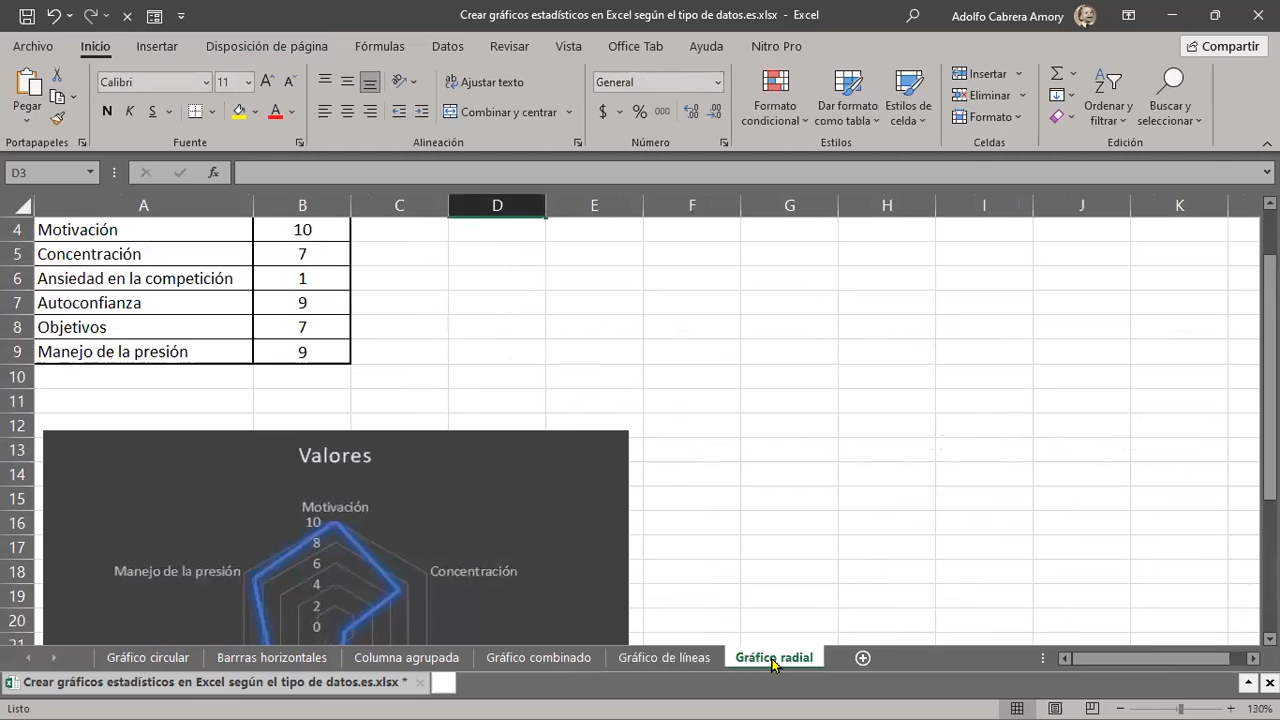 Crear gráficos estadísticos en Excel según el tipo de datos.es.xlsx - Excel
Adolfo Cabrera Amory
Archivo Inicio Insertar Disposición de página Fórmulas Datos Revisar Vista Office Tab Ayuda Nitro Pro Compartir
Pegar
Calibri 11
N K S
Ajustar texto
Combinar y centrar
General
$ % 000
Formato condicional
Dar formato como tabla
Estilos de celda
Insertar
Eliminar
Formato
Ordenar y filtrar
Buscar y seleccionar
Portapapeles Fuente Alineación Número Estilos Celdas Edición
D3 fx
A B C D E F G H I J K
4 Motivación 10
5 Concentración 7
6 Ansiedad en la competición 1
7 Autoconfianza 9
8 Objetivos 7
9 Manejo de la presión 9
10
11
12
13
14
15
16
17
18
19
20
21
Valores
Motivación
10
8
6
4
2
0
Manejo de la presión
Concentración
Gráfico circular Barrras horizontales Columna agrupada Gráfico combinado Gráfico de líneas Gráfico radial
Crear gráficos estadísticos en Excel según el tipo de datos.es.xlsx *
Listo 130%